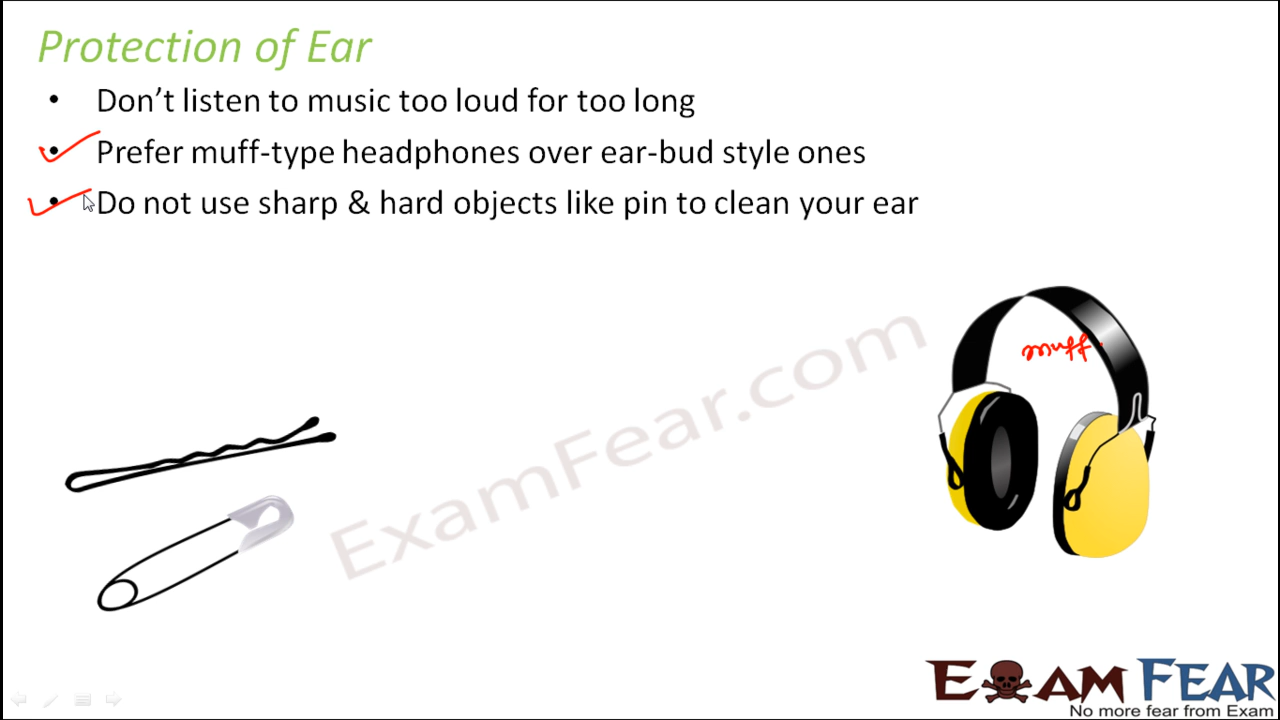 Protection of Ear
• Don't listen to music too loud for too long
• Prefer muff-type headphones over ear-bud style ones
• Do not use sharp & hard objects like pin to clean your ear
muff
ExamFear.com
EXAM FEAR
No more fear from Exam